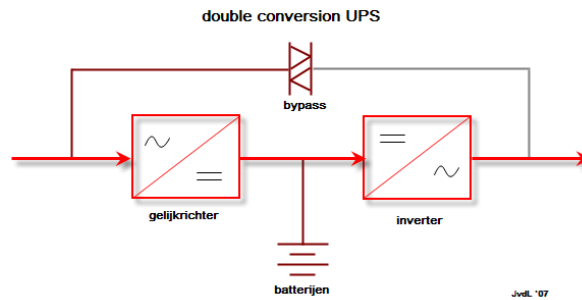 double conversion UPS
bypass
gelijkrichter
inverter
batterijen
JvdL '07